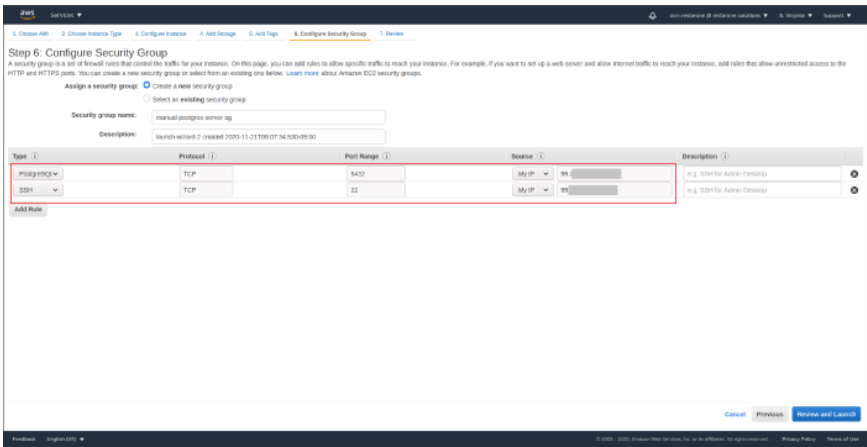 aws Services ▼ N. Virginia ▼ Support ▼
1. Choose AMI 2. Choose Instance Type 3. Configure Instance 4. Add Storage 5. Add Tags 6. Configure Security Group 7. Review
Step 6: Configure Security Group
A security group is a set of firewall rules that control the traffic for your instance. On this page, you can add rules to allow specific traffic to reach your instance. For example, if you want to set up a web server and allow Internet traffic to reach your instance, add rules that allow unrestricted access to the
HTTP and HTTPS ports. You can create a new security group or select from an existing one below. Learn more about Amazon EC2 security groups.
Assign a security group: Create a new security group
Select an existing security group
Security group name: manual-postgres-server-sg
Description: launch-wizard-2 created 2020-11-21T09:07:34.530-05:00
Type Protocol Port Range Source Description
PostgreSQL TCP 5432 My IP 99. e.g. SSH for Admin Desktop
SSH TCP 22 My IP 99 e.g. SSH for Admin Desktop
Add Rule
Cancel Previous Review and Launch
Feedback English (US) © 2008 - 2020, Amazon Web Services, Inc. or its affiliates. All rights reserved. Privacy Policy Terms of Use